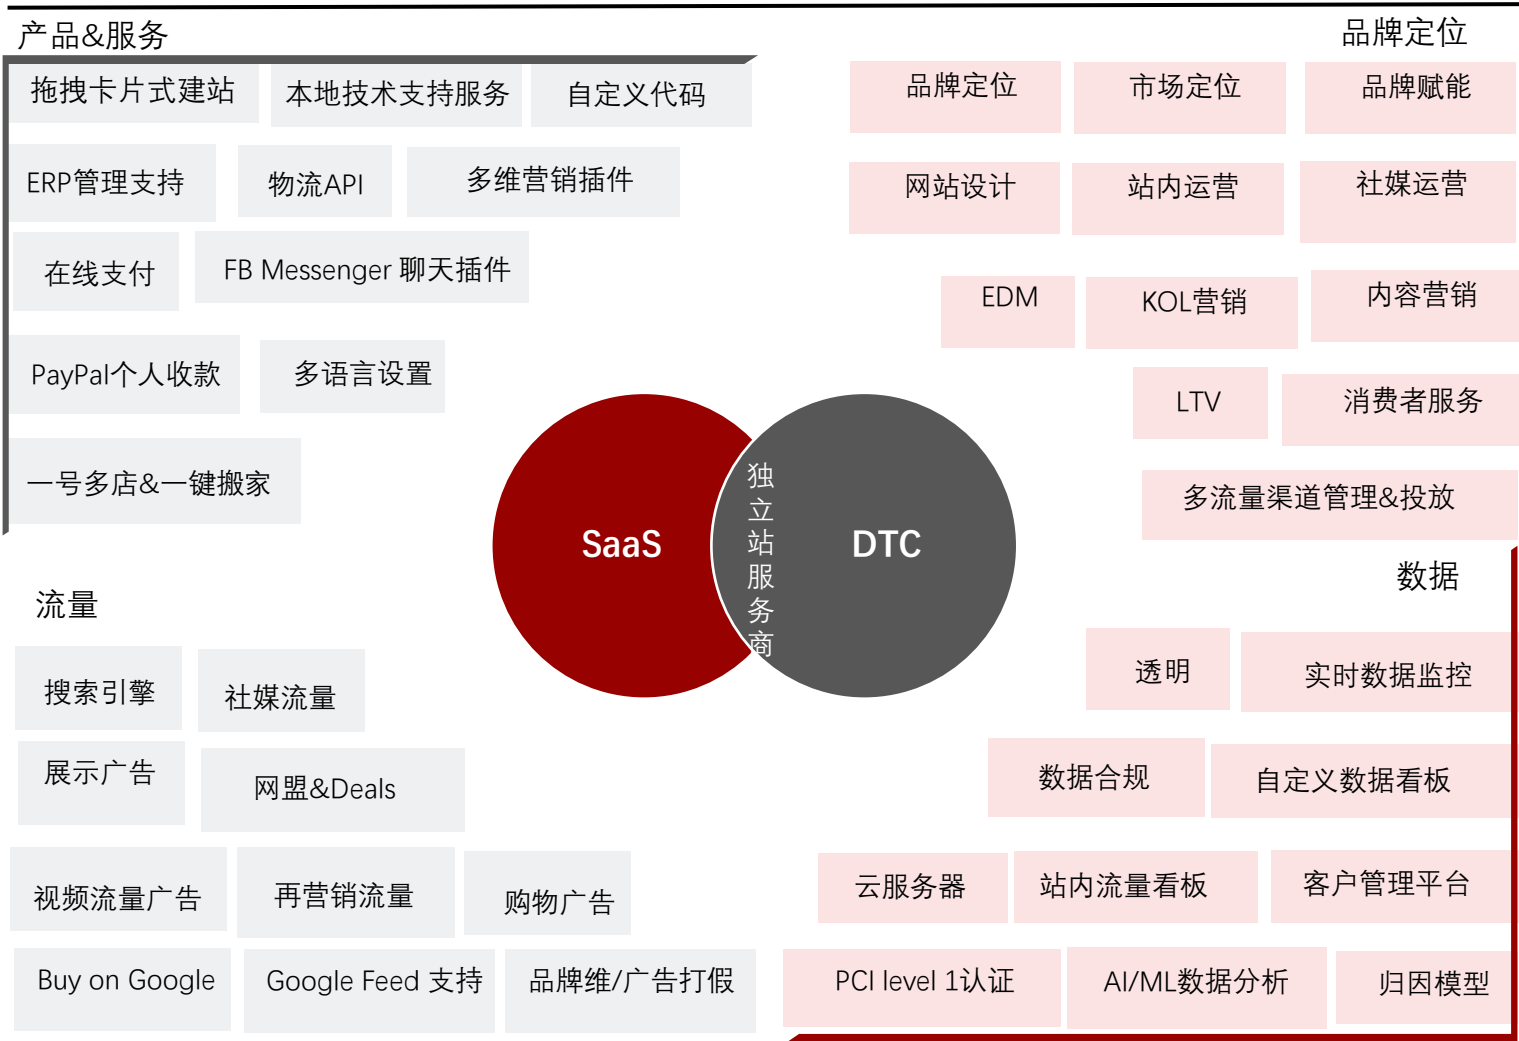 产品&服务
拖拽卡片式建站
本地技术支持服务
自定义代码
ERP管理支持
物流API
多维营销插件
在线支付
FB Messenger 聊天插件
PayPal个人收款
多语言设置
一号多店&一键搬家
品牌定位
品牌定位
市场定位
品牌赋能
网站设计
站内运营
社媒运营
EDM
KOL营销
内容营销
LTV
消费者服务
多流量渠道管理&投放
SaaS
独立站服务商
DTC
流量
搜索引擎
社媒流量
展示广告
网盟&Deals
视频流量广告
再营销流量
购物广告
Buy on Google
Google Feed 支持
品牌维/广告打假
数据
透明
实时数据监控
数据合规
自定义数据看板
云服务器
站内流量看板
客户管理平台
PCI level 1认证
AI/ML数据分析
归因模型